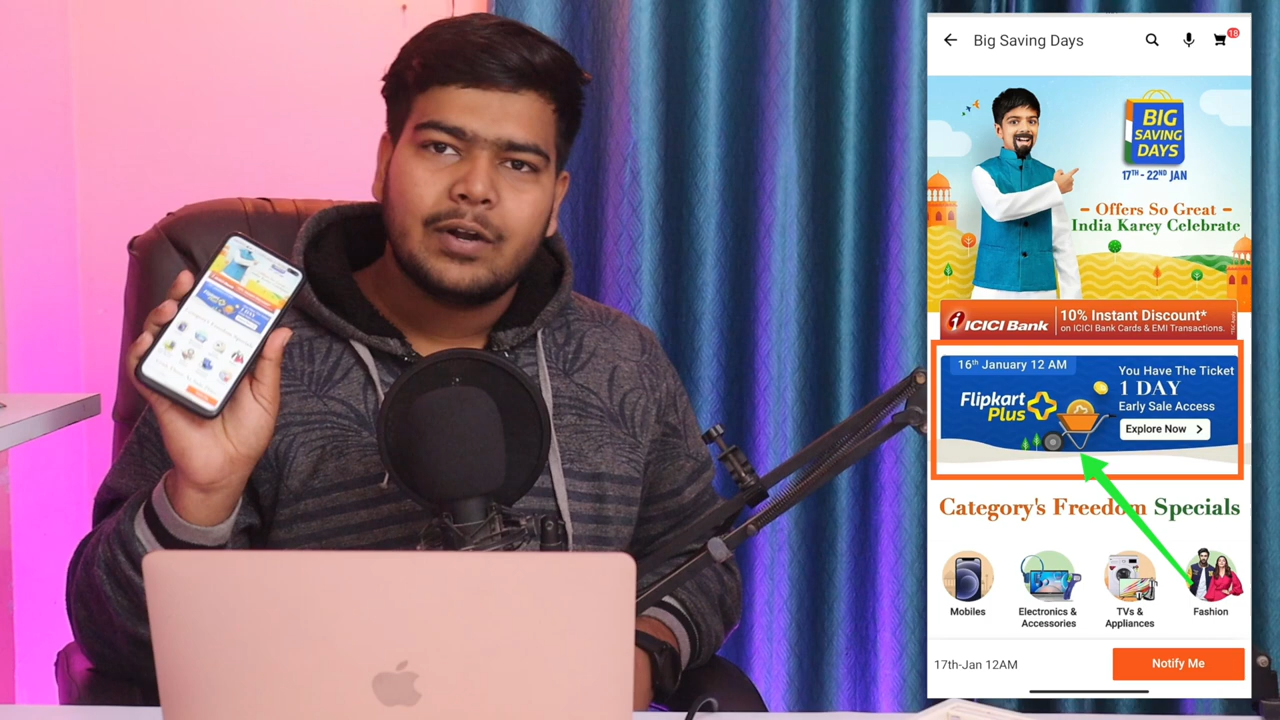 Big Saving Days
18
BIG
SAVING
DAYS
17TH - 22ND JAN
- Offers So Great -
India Karey Celebrate
ICICI Bank
10% Instant Discount*
on ICICI Bank Cards & EMI Transactions.
16th January 12 AM
Flipkart
Plus
You Have The Ticket
1 DAY
Early Sale Access
Explore Now >
Category's Freedom Specials
Mobiles
Electronics &
Accessories
TVs &
Appliances
Fashion
17th-Jan 12AM
Notify Me